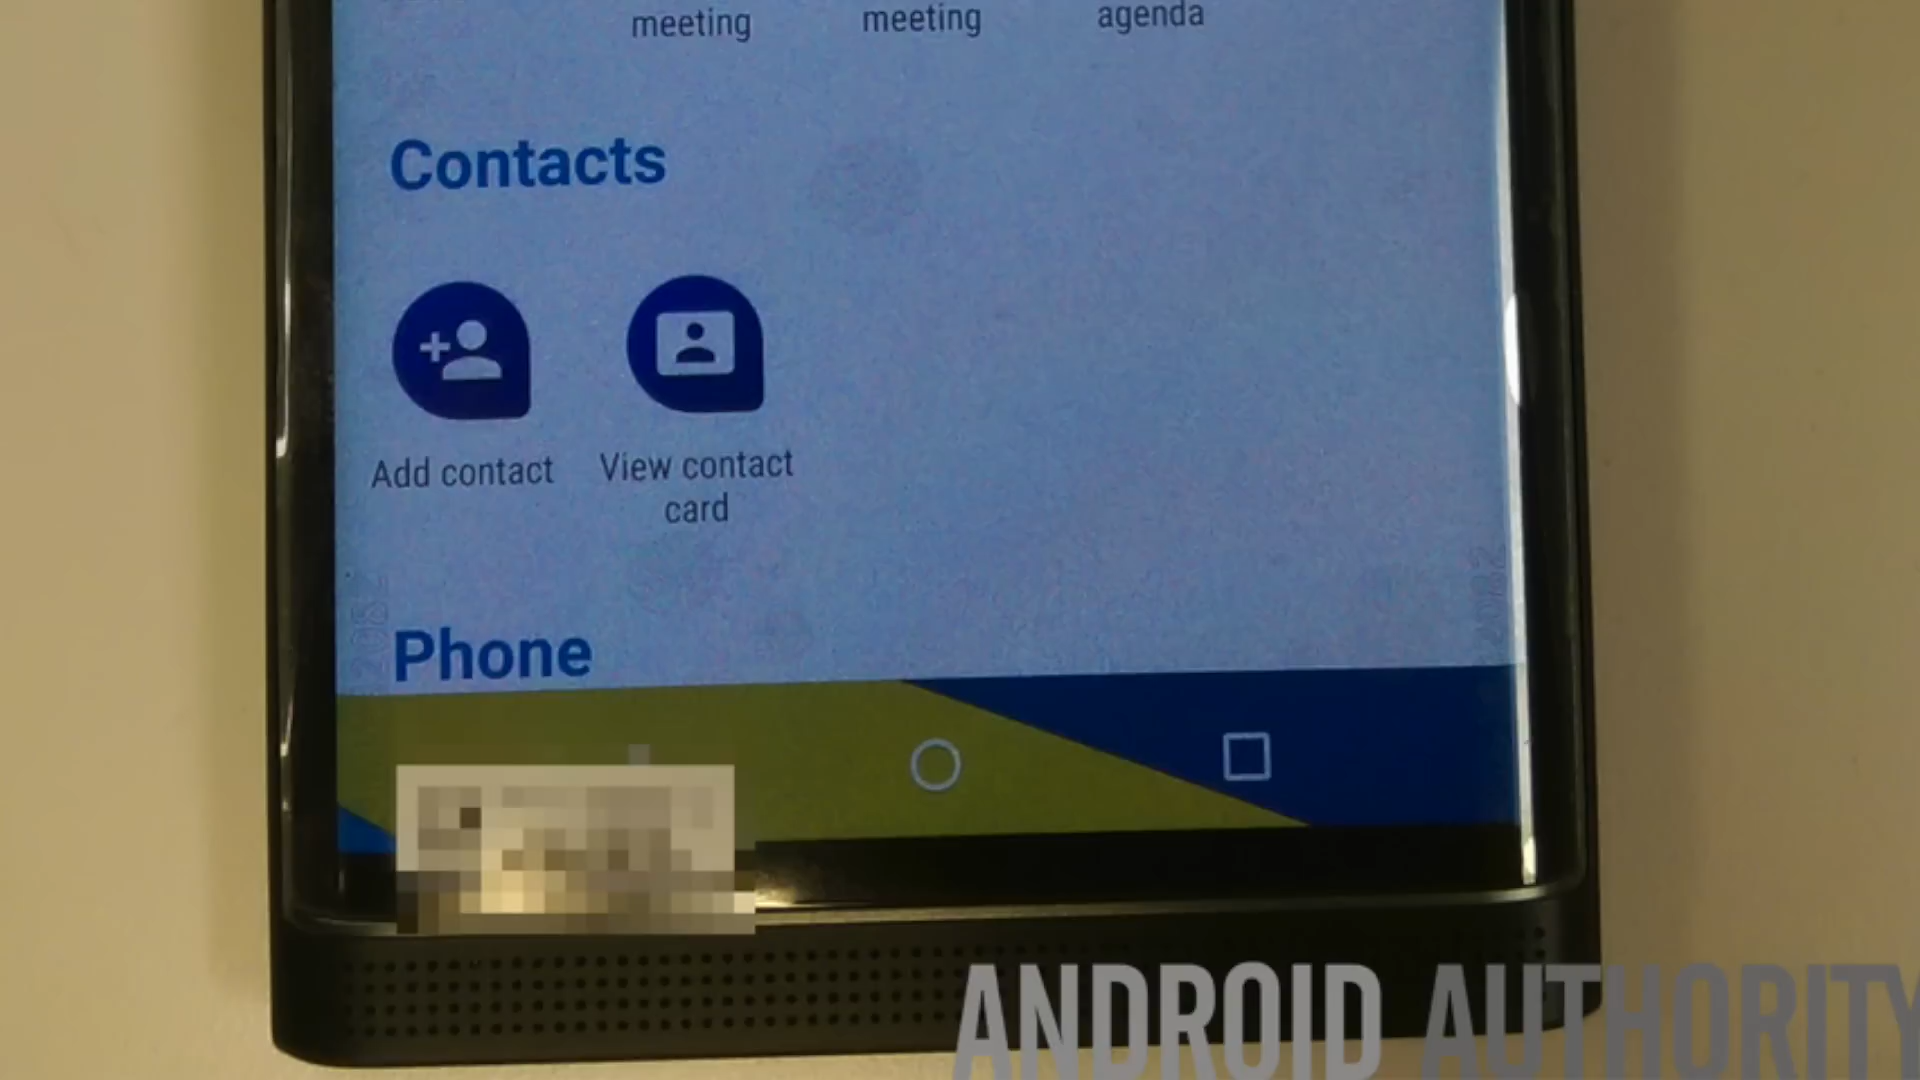 meeting meeting agenda
Contacts
Add contact View contact
card
Phone
ANDROID AUTHORITY